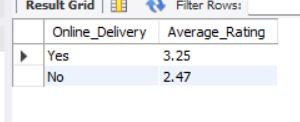 Result Grid Filter Rows:
Online_Delivery Average_Rating
Yes 3.25
No 2.47